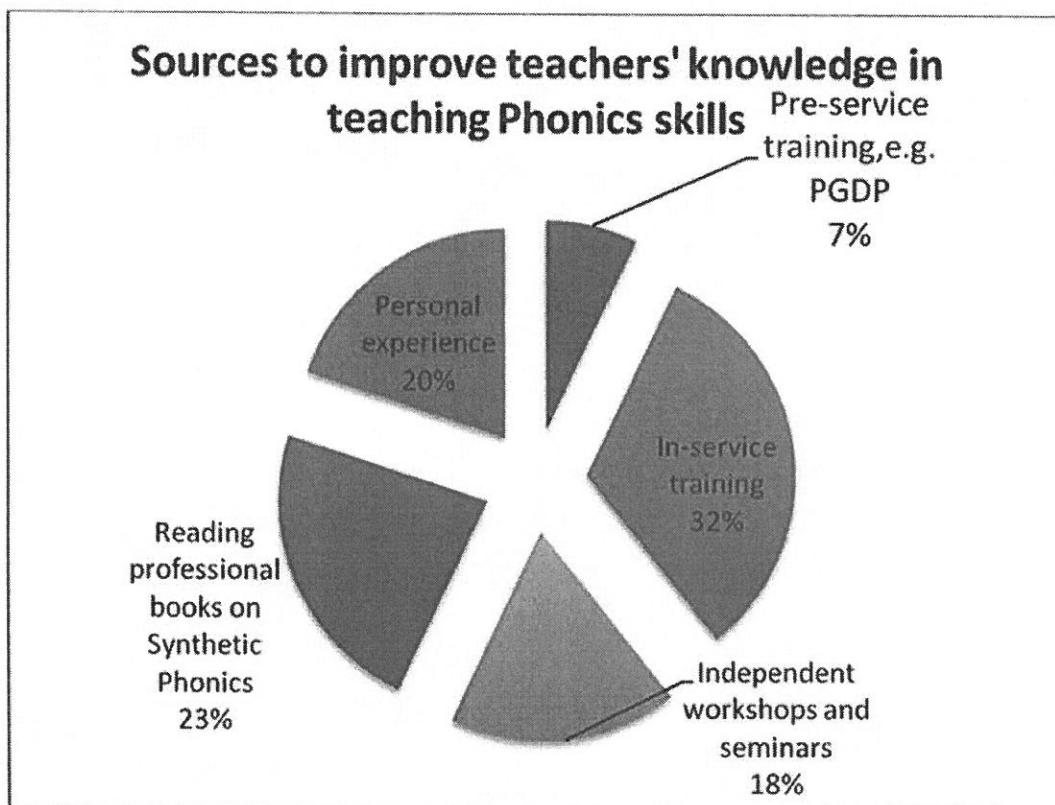 Sources to improve teachers' knowledge in
teaching Phonics skills
Pre-service
training,e.g.
PGDP
7%
In-service
training
32%
Independent
workshops and
seminars
18%
Reading
professional
books on
Synthetic
Phonics
23%
Personal
experience
20%